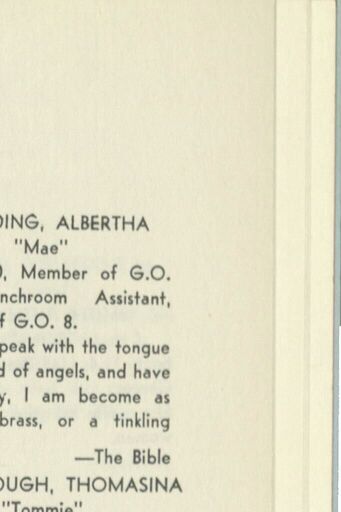 DING, ALBERTHA
"Mae"
), Member of G.O.
nchroom Assistant,
f G.O. 8.
peak with the tongue
d of angels, and have
y, I am become as
brass, or a tinkling
—The Bible
OUGH, THOMASINA
"Tommie"